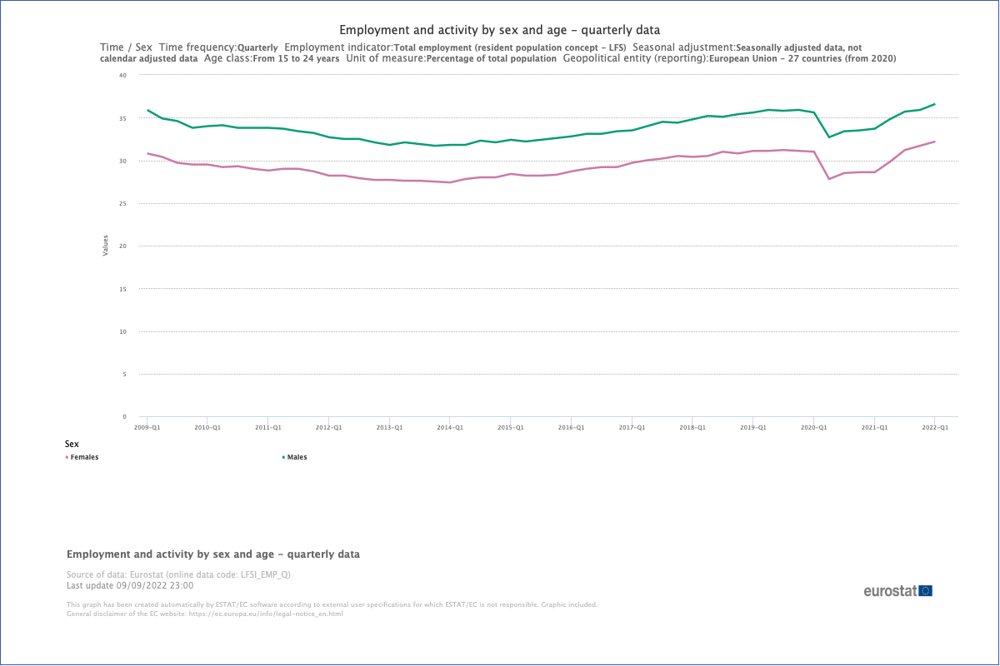 Employment and activity by sex and age - quarterly data
Time / Sex Time frequency:Quarterly Employment indicator:Total employment (resident population concept - LFS) Seasonal adjustment:Seasonally adjusted data, not
calendar adjusted data Age class:From 15 to 24 years Unit of measure:Percentage of total population Geopolitical entity (reporting):European Union - 27 countries (from 2020)
40
35
30
25
20
15
10
5
0
Values
2009-Q1 2010-Q1 2011-Q1 2012-Q1 2013-Q1 2014-Q1 2015-Q1 2016-Q1 2017-Q1 2018-Q1 2019-Q1 2020-Q1 2021-Q1 2022-Q1
Sex
Females Males
Employment and activity by sex and age - quarterly data
Source of data: Eurostat (online data code: LFSI_EMP_Q)
Last update 09/09/2022 23:00
This graph has been created automatically by ESTAT/EC software according to external user specifications for which ESTAT/EC is not responsible. Graphic included.
General disclaimer of the EC website: https://ec.europa.eu/info/legal-notice_en.html
eurostat